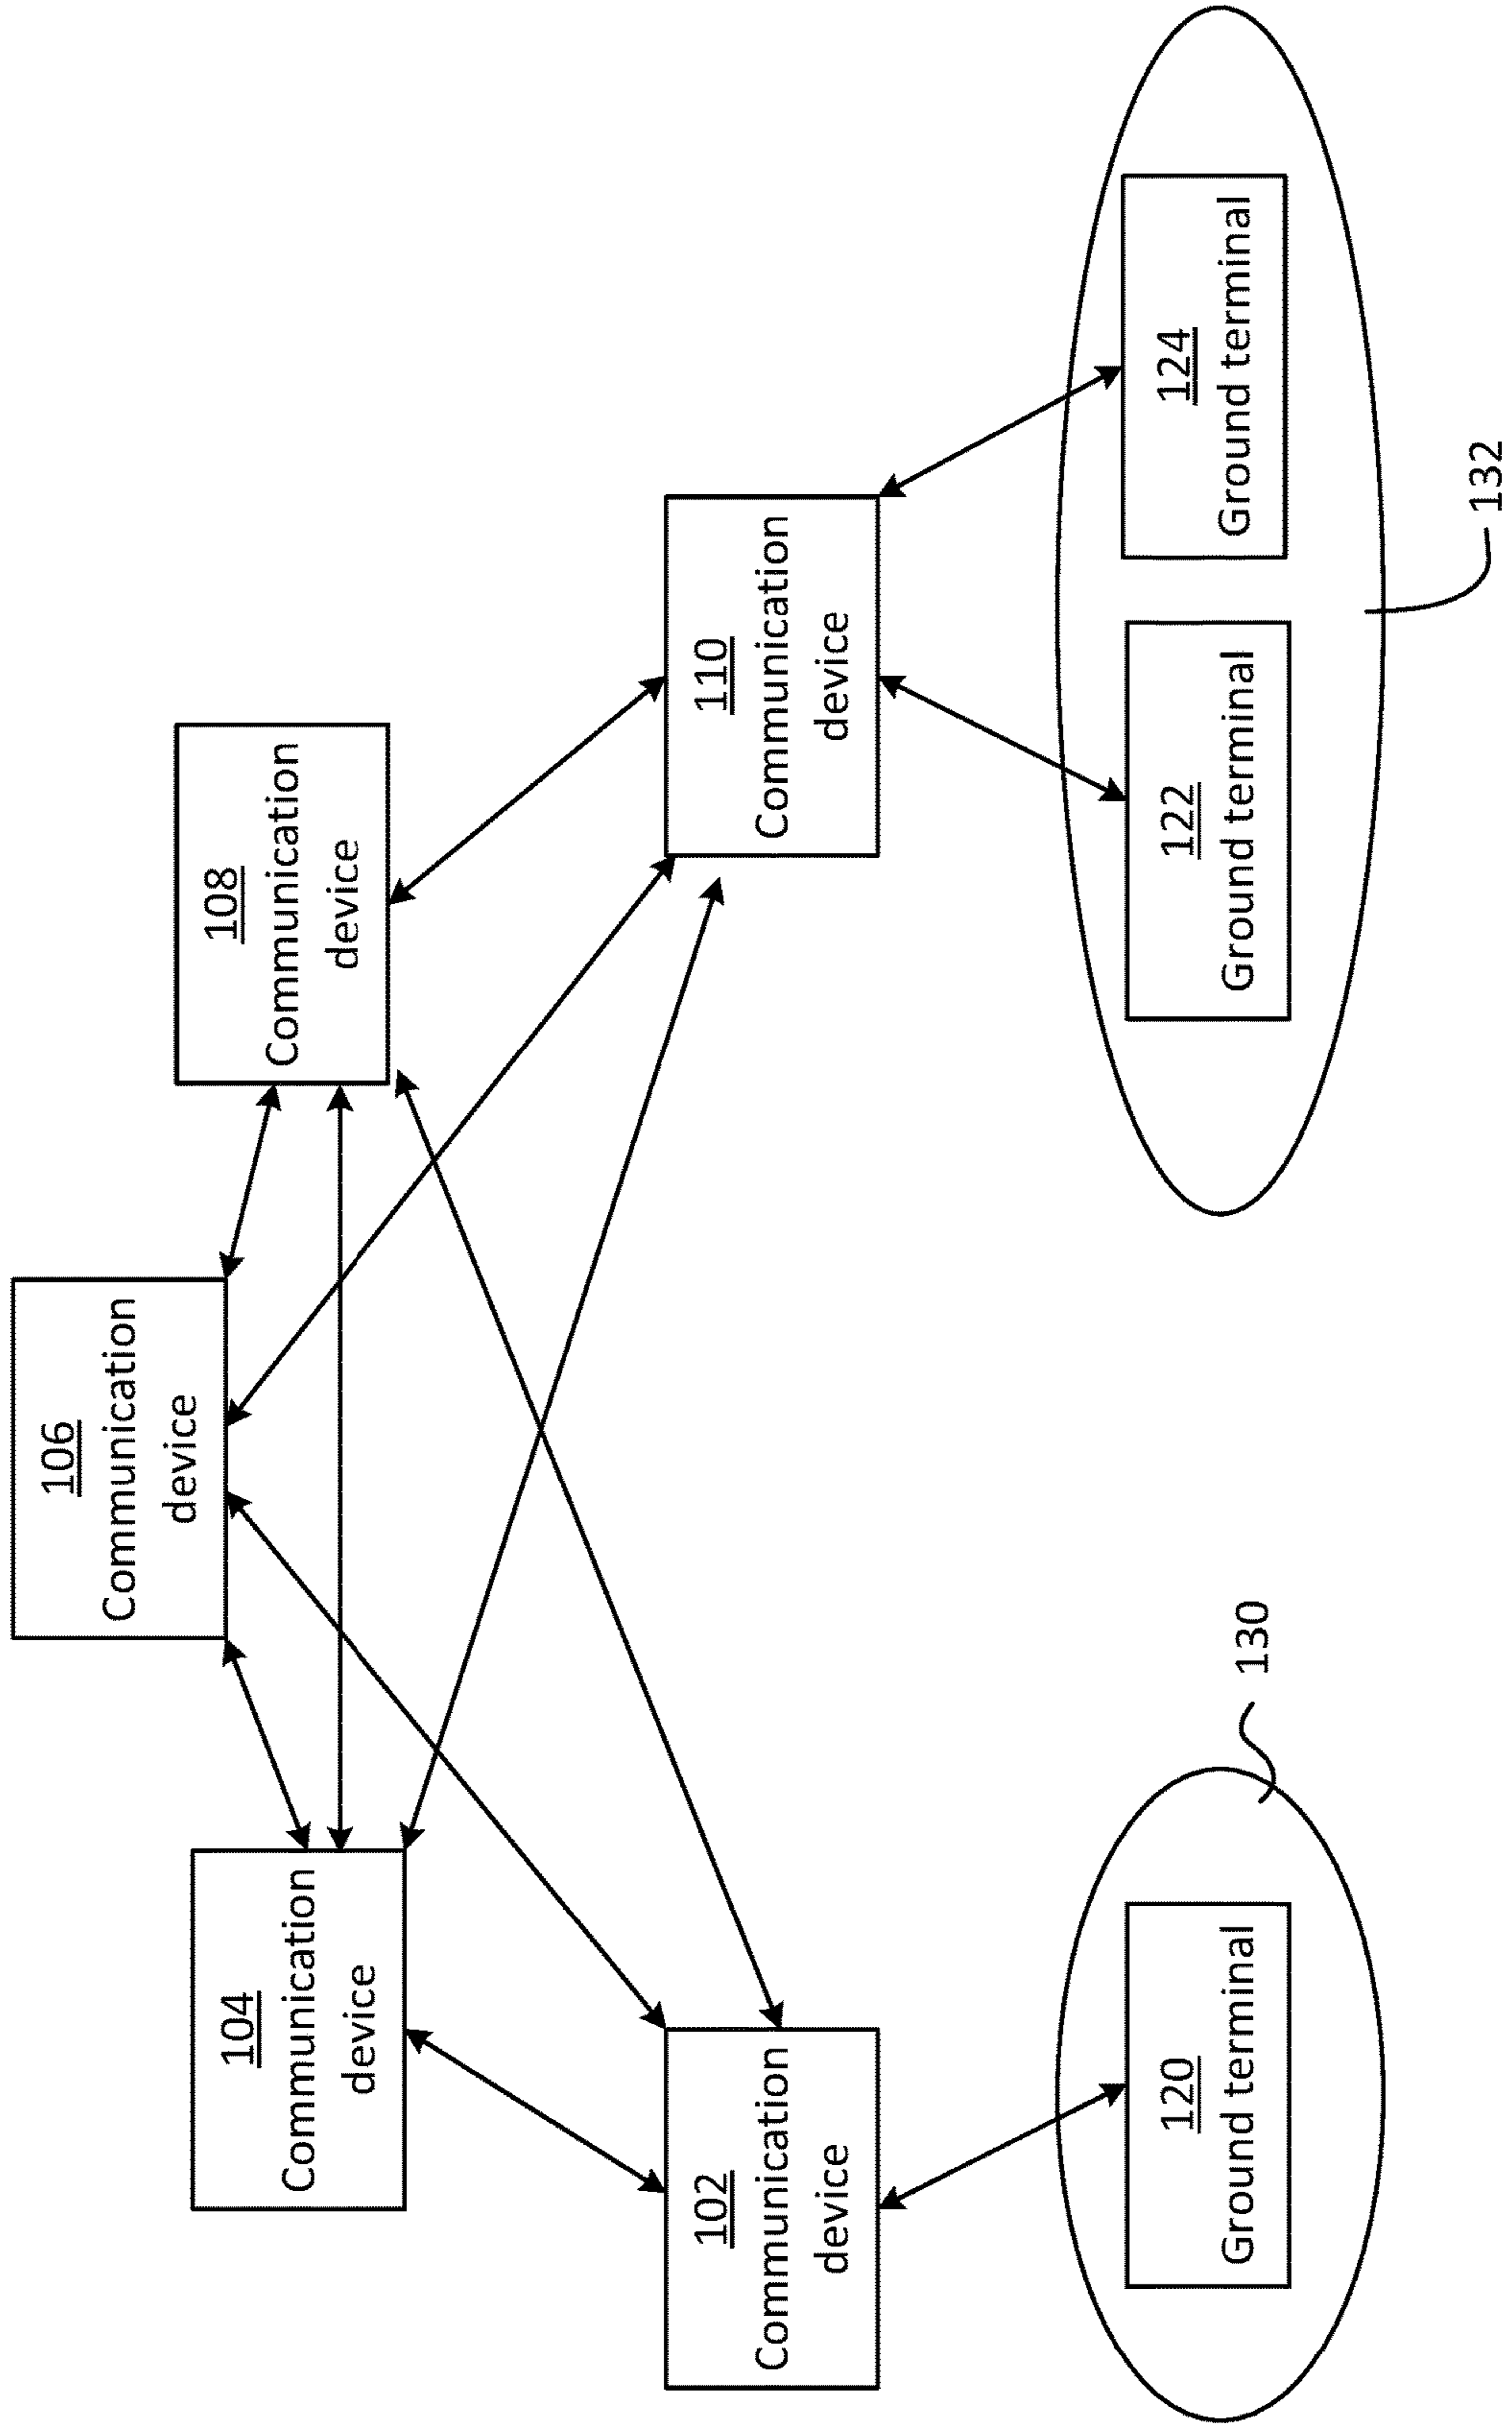 106
Communication
device
104
Communication
device
108
Communication
device
102
Communication
device
110
Communication
device
120
Ground terminal
130
122
Ground terminal
124
Ground terminal
132